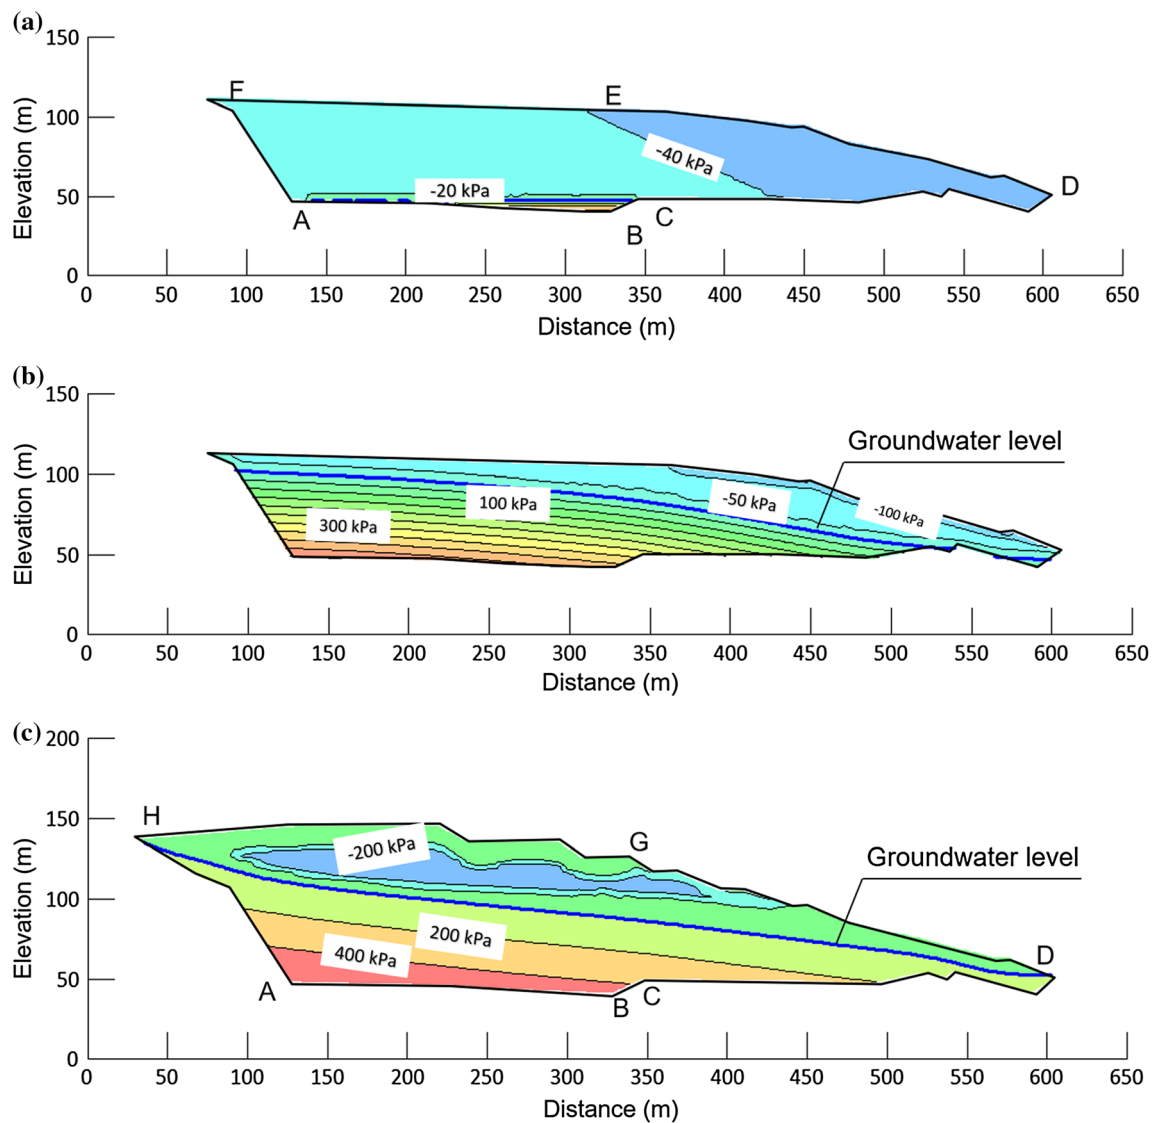 (a)
150
100
50
0
Elevation (m)
F
E
-40 kPa
-20 kPa
D
A
B
C
0 50 100 150 200 250 300 350 400 450 500 550 600 650
Distance (m)
(b)
150
100
50
0
Elevation (m)
Groundwater level
100 kPa
-50 kPa
-100 kPa
300 kPa
0 50 100 150 200 250 300 350 400 450 500 550 600 650
Distance (m)
(c)
200
150
100
50
0
Elevation (m)
H
G
-200 kPa
Groundwater level
200 kPa
400 kPa
D
A
B
C
0 50 100 150 200 250 300 350 400 450 500 550 600 650
Distance (m)